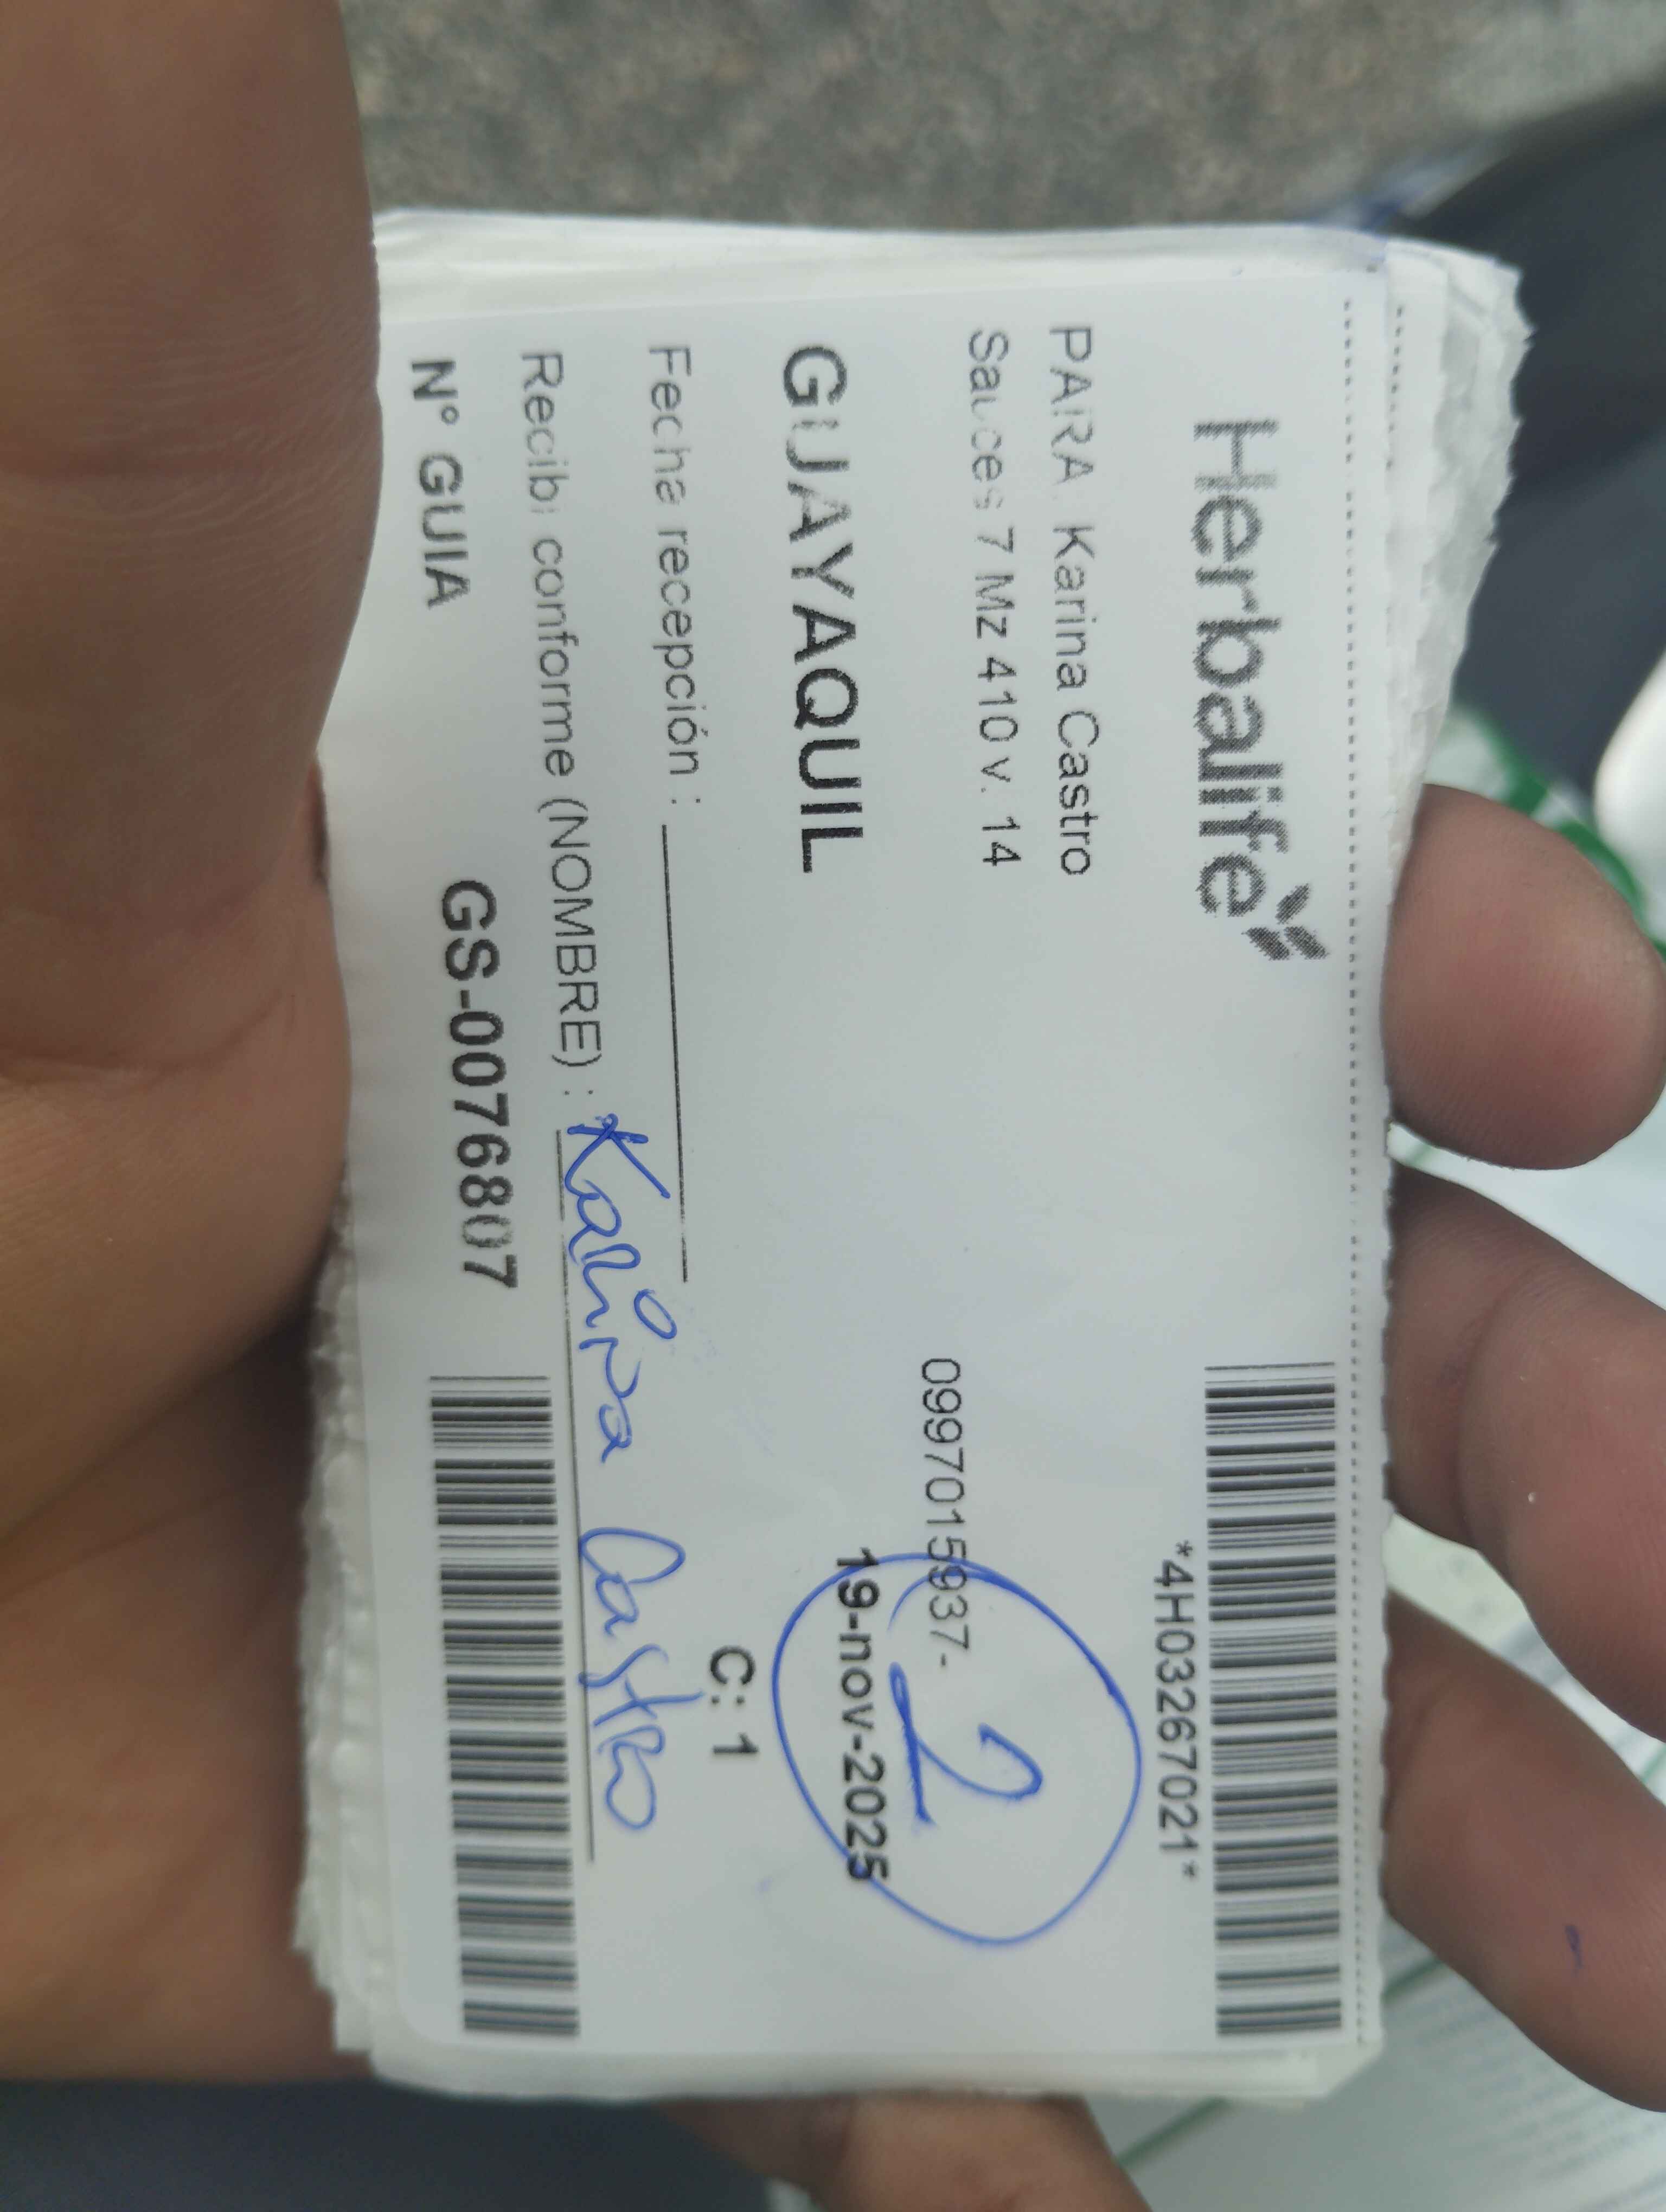 Herbalife
*4H03267021*
PARA: Karina Castro
Sauces 7 Mz 410 v. 14
0997015937-
2
GUAYAQUIL
19-nov-2025
C: 1
Fecha recepción :
Recibi conforme (NOMBRE) : Karina Castro
N° GUIA GS-0076807